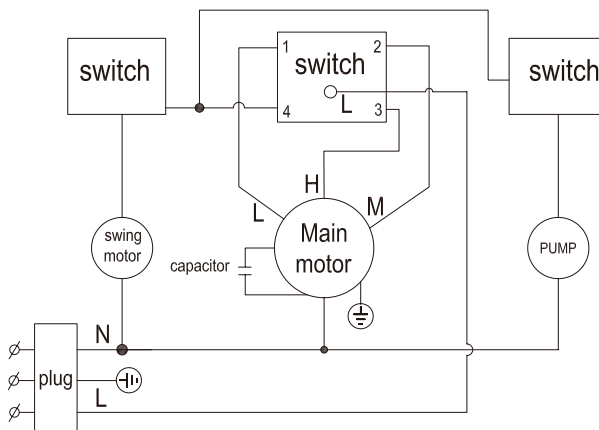 1
2
switch
switch
switch
4
L
3
H
L
M
Main
motor
swing
motor
capacitor
PUMP
N
plug
L